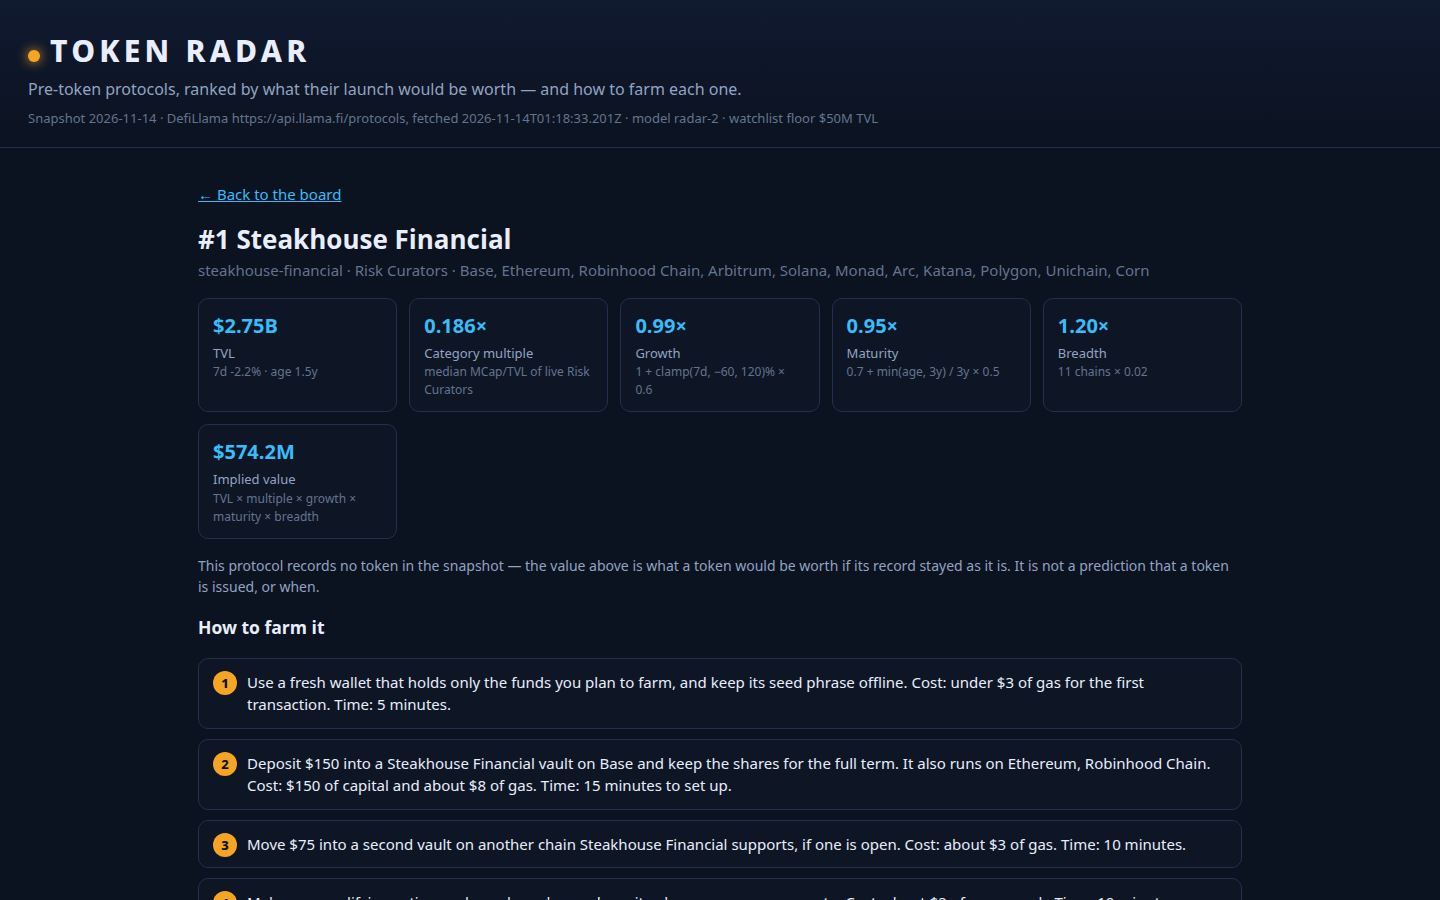 TOKEN RADAR
Pre-token protocols, ranked by what their launch would be worth — and how to farm each one.
Snapshot 2026-11-14 · DefiLlama https://api.llama.fi/protocols, fetched 2026-11-14T01:18:33.201Z · model radar-2 · watchlist floor $50M TVL
← Back to the board
#1 Steakhouse Financial
steakhouse-financial · Risk Curators · Base, Ethereum, Robinhood Chain, Arbitrum, Solana, Monad, Arc, Katana, Polygon, Unichain, Corn
$2.75B
TVL
7d -2.2% · age 1.5y
0.186×
Category multiple
median MCap/TVL of live Risk
Curators
0.99×
Growth
1 + clamp(7d, −60, 120)% ×
0.6
0.95×
Maturity
0.7 + min(age, 3y) / 3y × 0.5
1.20×
Breadth
11 chains × 0.02
$574.2M
Implied value
TVL × multiple × growth ×
maturity × breadth
This protocol records no token in the snapshot — the value above is what a token would be worth if its record stayed as it is. It is not a prediction that a token
is issued, or when.
How to farm it
1
Use a fresh wallet that holds only the funds you plan to farm, and keep its seed phrase offline. Cost: under $3 of gas for the first
transaction. Time: 5 minutes.
2
Deposit $150 into a Steakhouse Financial vault on Base and keep the shares for the full term. It also runs on Ethereum, Robinhood Chain.
Cost: $150 of capital and about $8 of gas. Time: 15 minutes to set up.
3
Move $75 into a second vault on another chain Steakhouse Financial supports, if one is open. Cost: about $3 of gas. Time: 10 minutes.